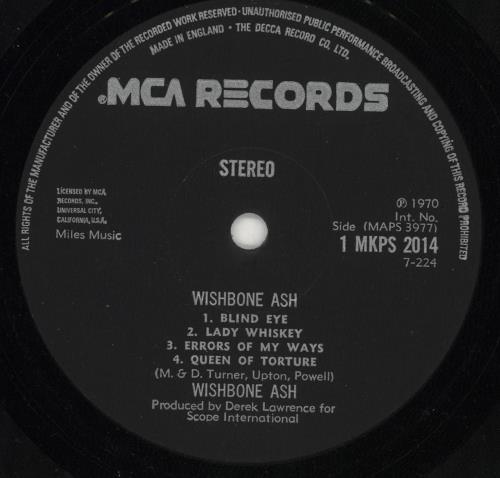 ALL RIGHTS OF THE MANUFACTURER AND OF THE OWNER OF THE RECORDED WORK RESERVED · UNAUTHORISED PUBLIC PERFORMANCE BROADCASTING AND COPYING OF THIS RECORD PROHIBITED
MADE IN ENGLAND · THE DECCA RECORD CO. LTD.
®MCA RECORDS
STEREO
LICENSED BY MCA
RECORDS, INC.,
UNIVERSAL CITY,
CALIFORNIA, U.S.A.
Miles Music
℗ 1970
Int. No.
Side (MAPS 3977)
1 MKPS 2014
7-224
WISHBONE ASH
1. BLIND EYE
2. LADY WHISKEY
3. ERRORS OF MY WAYS
4. QUEEN OF TORTURE
(M. & D. Turner, Upton, Powell)
WISHBONE ASH
Produced by Derek Lawrence for
Scope International